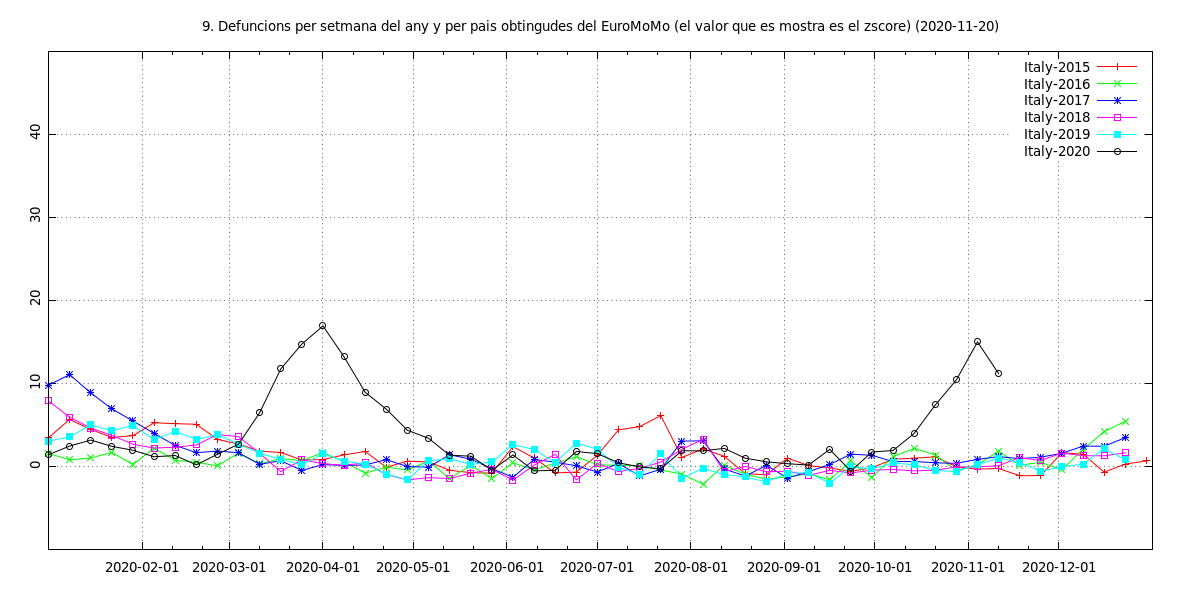 9. Defuncions per setmana del any y per pais obtingudes del EuroMoMo (el valor que es mostra es el zscore) (2020-11-20)
Italy-2015
Italy-2016
Italy-2017
Italy-2018
Italy-2019
Italy-2020
40
30
20
10
0
2020-02-01 2020-03-01 2020-04-01 2020-05-01 2020-06-01 2020-07-01 2020-08-01 2020-09-01 2020-10-01 2020-11-01 2020-12-01